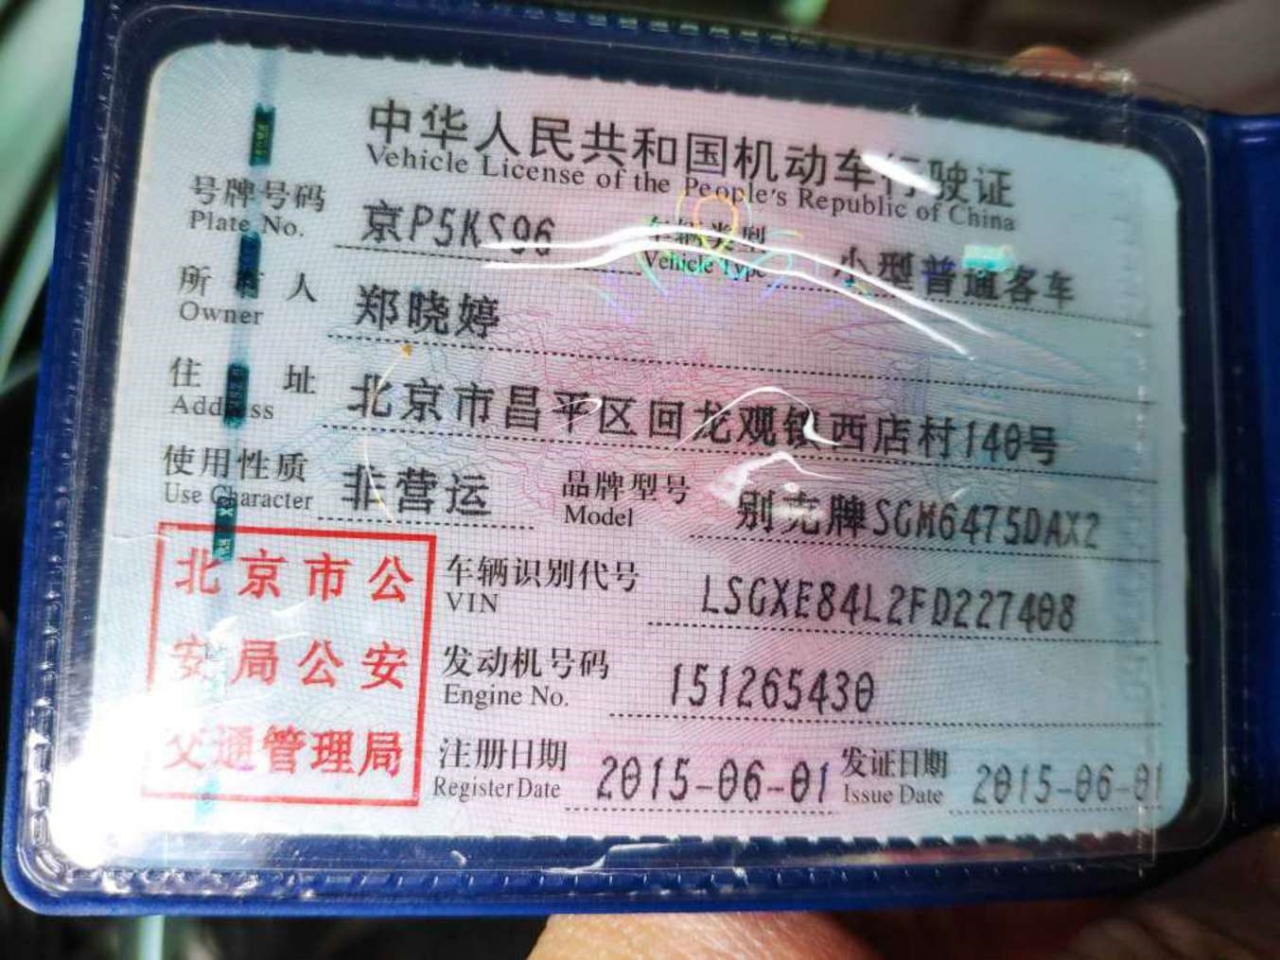 中华人民共和国机动车行驶证
Vehicle License of the People's Republic of China
号牌号码 京P5KS96 车辆类型 小型普通客车
Plate No. Vehicle Type
所有人 郑晓婷
Owner
住址 北京市昌平区回龙观镇西店村140号
Address
使用性质 非营运 品牌型号 别克牌SGM6475DAX2
Use Character Model
北京市公
安局公安
交通管理局
车辆识别代号 LSGXE84L2FD227408
VIN
发动机号码 151265430
Engine No.
注册日期 2015-06-01 发证日期 2015-06-01
Register Date Issue Date